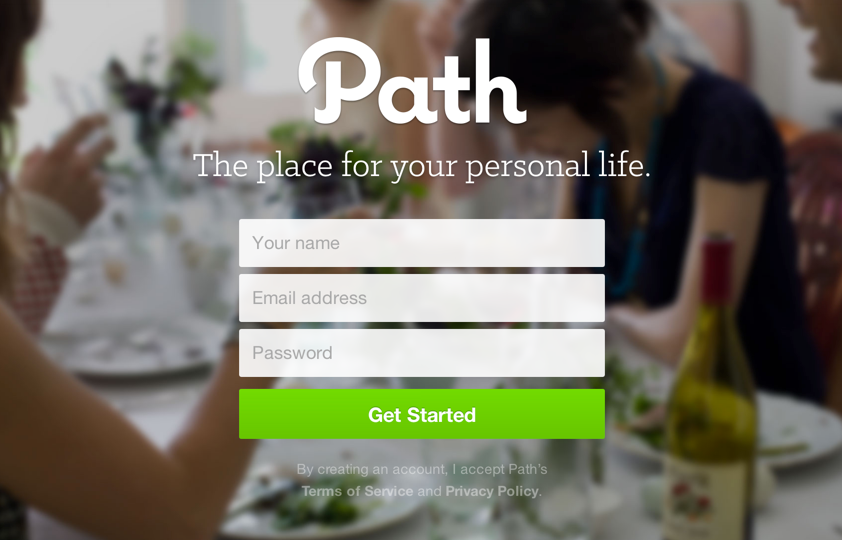 Path
The place for your personal life.
Your name
Email address
Password
Get Started
By creating an account, I accept Path's
Terms of Service and Privacy Policy.